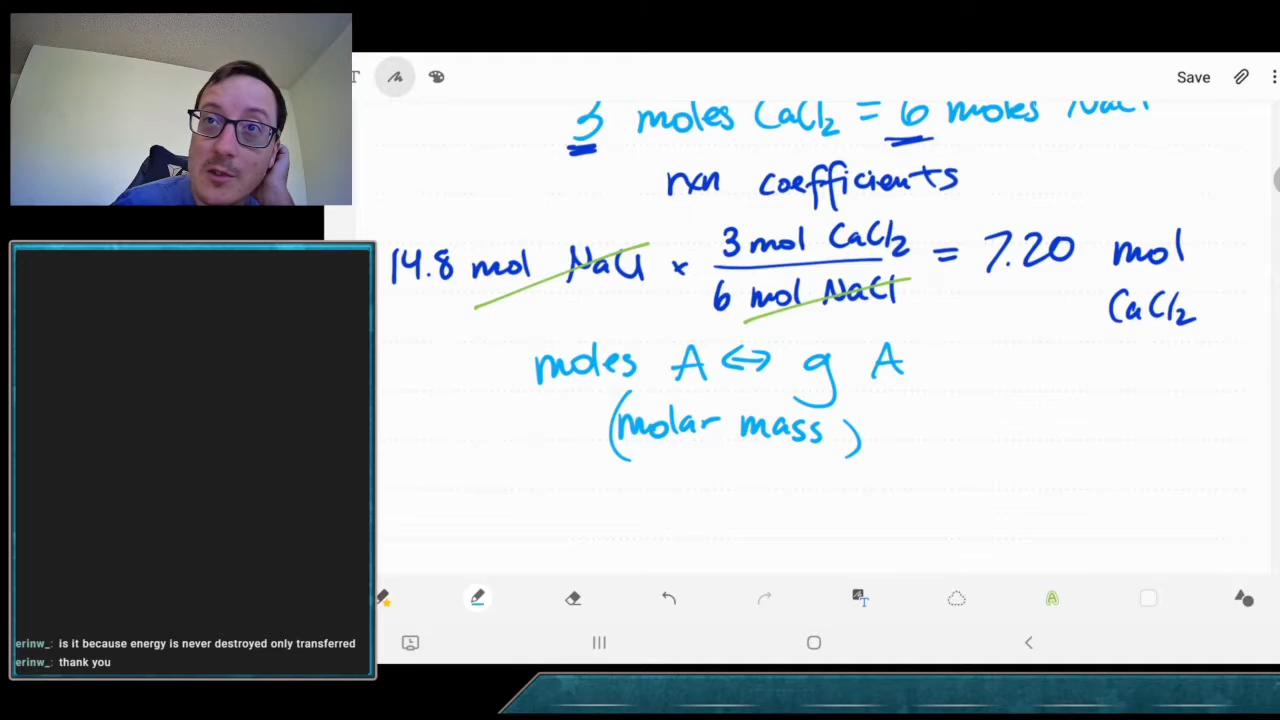 T
Save
3 moles CaCl2 = 6 moles NaCl
rxn coefficients
14.8 mol NaCl × 3 mol CaCl2 / 6 mol NaCl = 7.20 mol CaCl2
moles A ↔ g A
(molar mass)
erinw_: is it because energy is never destroyed only transferred
erinw_: thank you